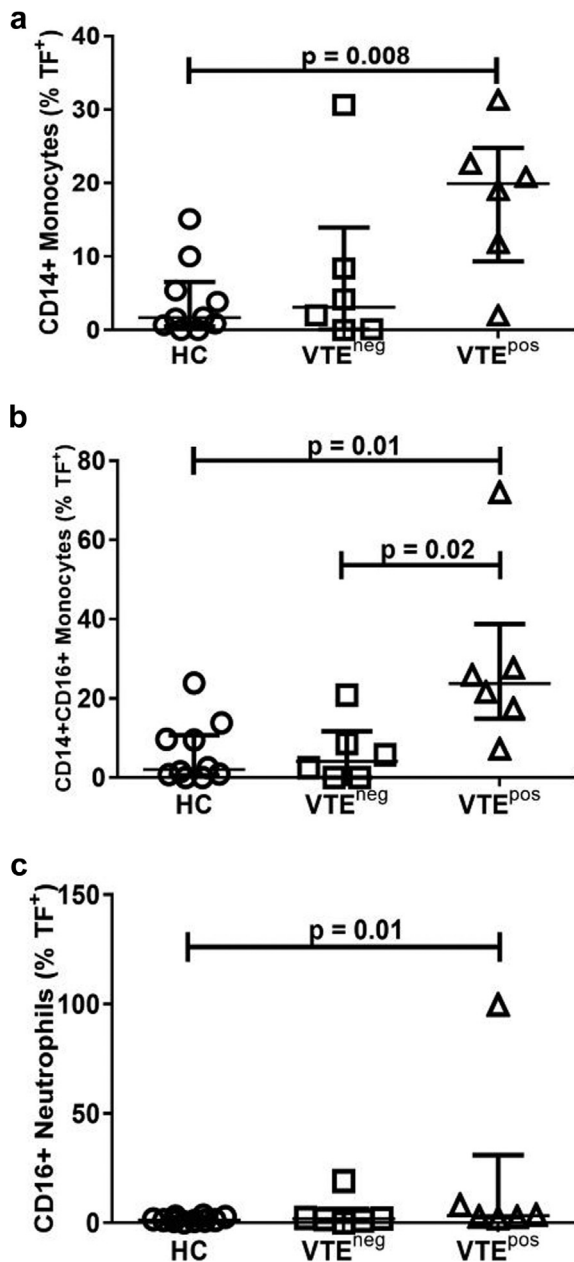 a
CD14+ Monocytes (% TF⁺)
40
30
20
10
0
p = 0.008
HC
VTEⁿᵉᵍ
VTEᵖᵒˢ
b
CD14+CD16+ Monocytes (% TF⁺)
80
60
40
20
0
p = 0.01
p = 0.02
HC
VTEⁿᵉᵍ
VTEᵖᵒˢ
c
CD16+ Neutrophils (% TF⁺)
150
100
50
0
p = 0.01
HC
VTEⁿᵉᵍ
VTEᵖᵒˢ